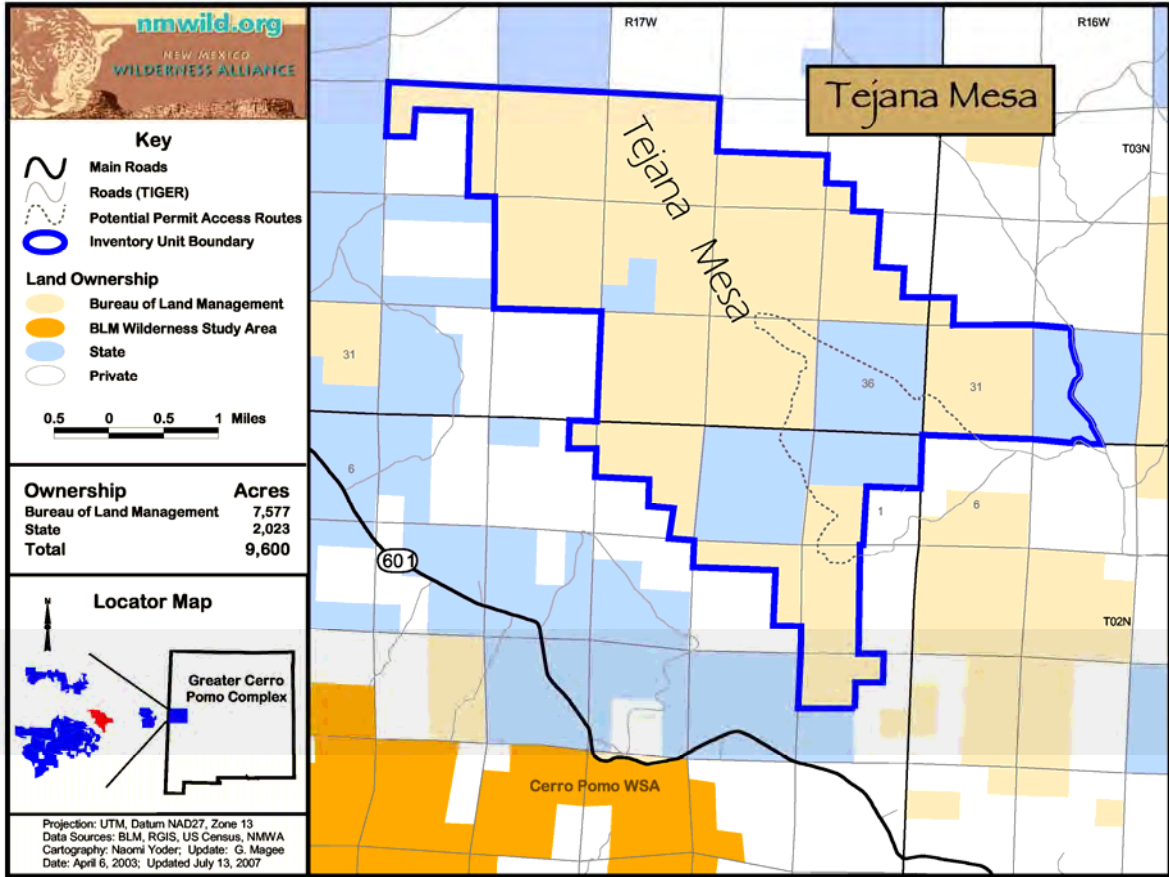 nmwild.org
NEW MEXICO
WILDERNESS ALLIANCE
Key
Main Roads
Roads (TIGER)
Potential Permit Access Routes
Inventory Unit Boundary
Land Ownership
Bureau of Land Management
BLM Wilderness Study Area
State
Private
0.5 0 0.5 1 Miles
Ownership Acres
Bureau of Land Management 7,577
State 2,023
Total 9,600
Locator Map
N
Greater Cerro
Pomo Complex
Projection: UTM, Datum NAD27, Zone 13
Data Sources: BLM, RGIS, US Census, NMWA
Cartography: Naomi Yoder; Update: G. Magee
Date: April 6, 2003; Updated July 13, 2007
R17W
R16W
Tejana Mesa
T03N
Tejana Mesa
31
36
31
6
1
6
601
T02N
Cerro Pomo WSA